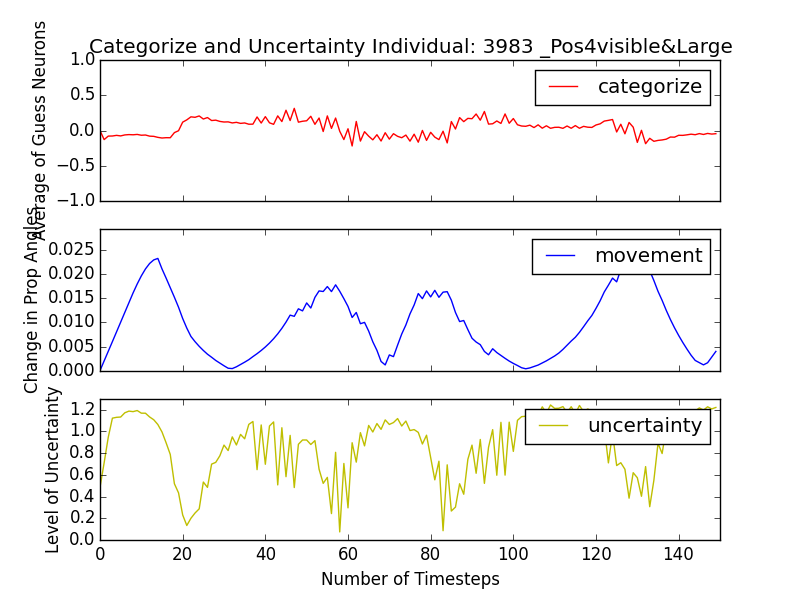 Categorize and Uncertainty Individual: 3983 _Pos4visible&Large
Average of Guess Neurons
1.0
0.5
0.0
−0.5
−1.0
categorize
Change in Prop Angles
0.025
0.020
0.015
0.010
0.005
0.000
movement
Level of Uncertainty
1.2
1.0
0.8
0.6
0.4
0.2
0.0
uncertainty
0 20 40 60 80 100 120 140
Number of Timesteps